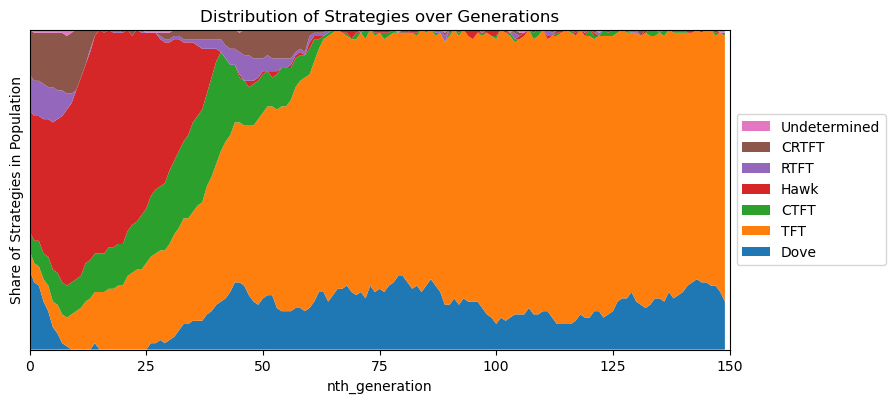 Distribution of Strategies over Generations
Share of Strategies in Population
0
25
50
75
100
125
150
nth_generation
Undetermined
CRTFT
RTFT
Hawk
CTFT
TFT
Dove